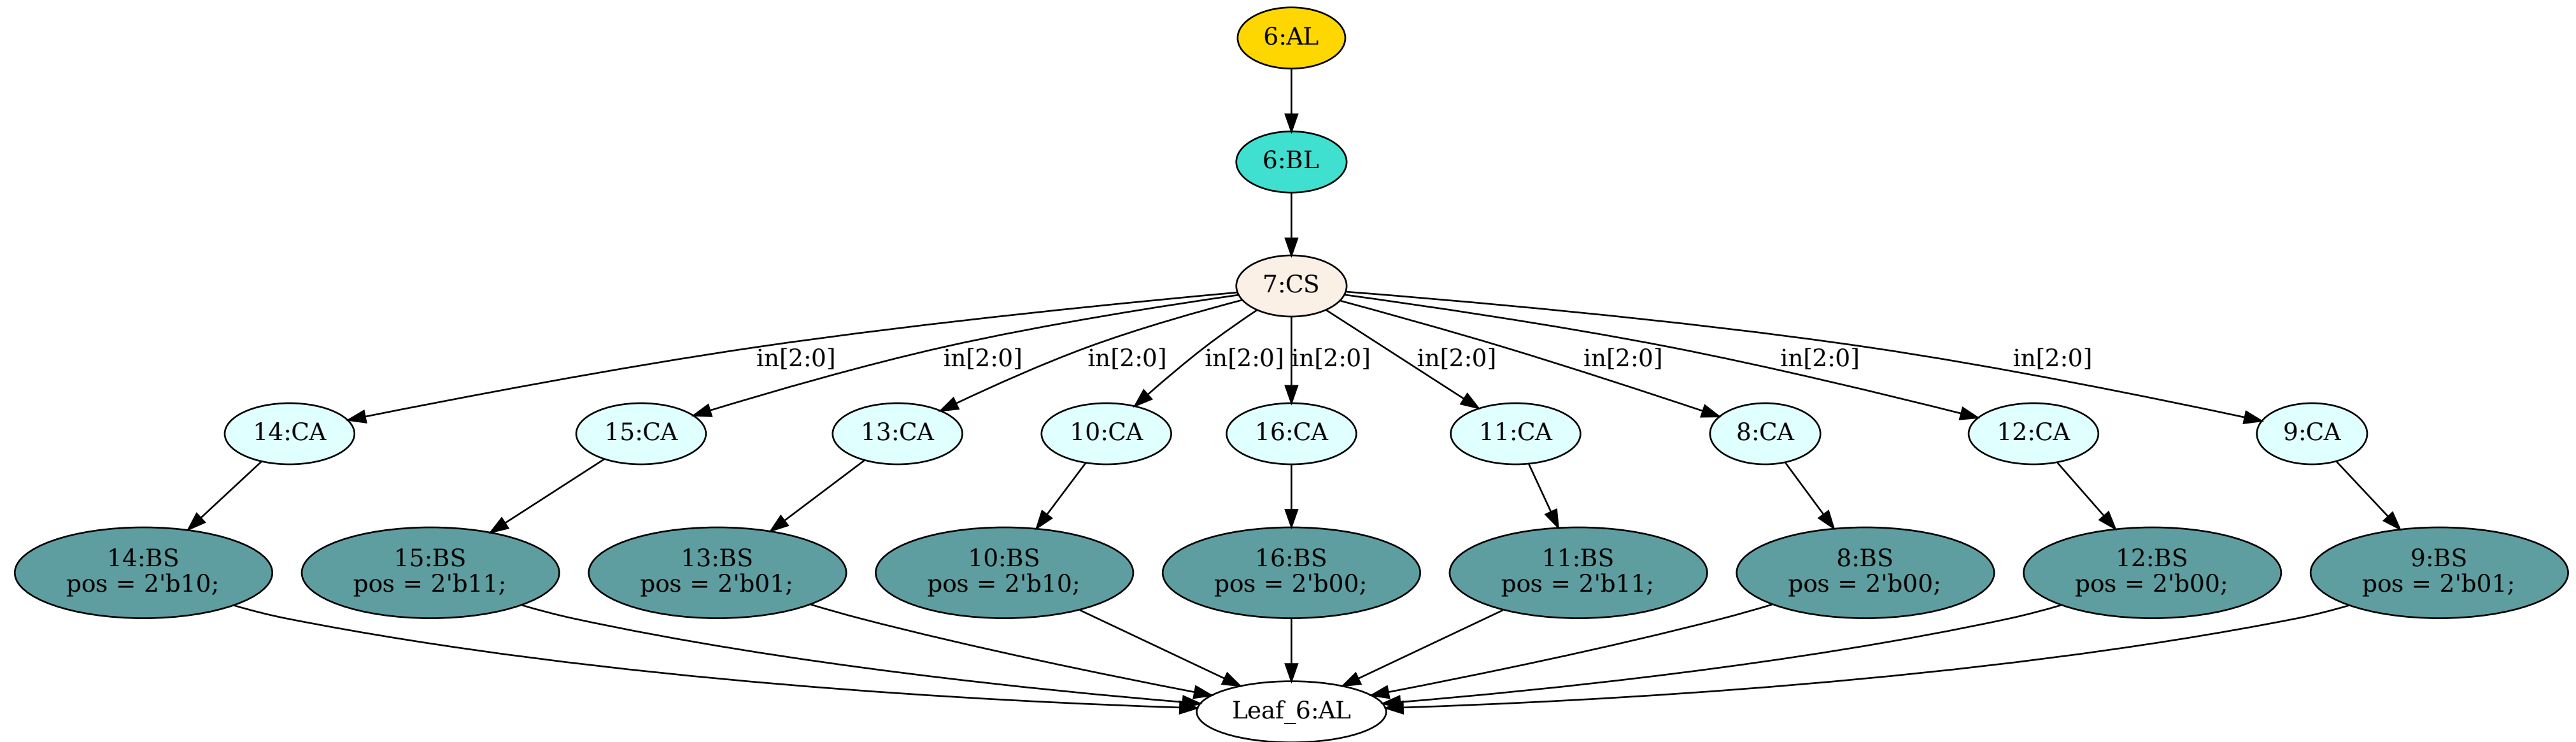 6:AL
6:BL
7:CS
in[2:0]
in[2:0]
in[2:0]
in[2:0]
in[2:0]
in[2:0]
in[2:0]
in[2:0]
in[2:0]
14:CA
15:CA
13:CA
10:CA
16:CA
11:CA
8:CA
12:CA
9:CA
14:BS
pos = 2'b10;
15:BS
pos = 2'b11;
13:BS
pos = 2'b01;
10:BS
pos = 2'b10;
16:BS
pos = 2'b00;
11:BS
pos = 2'b11;
8:BS
pos = 2'b00;
12:BS
pos = 2'b00;
9:BS
pos = 2'b01;
Leaf_6:AL